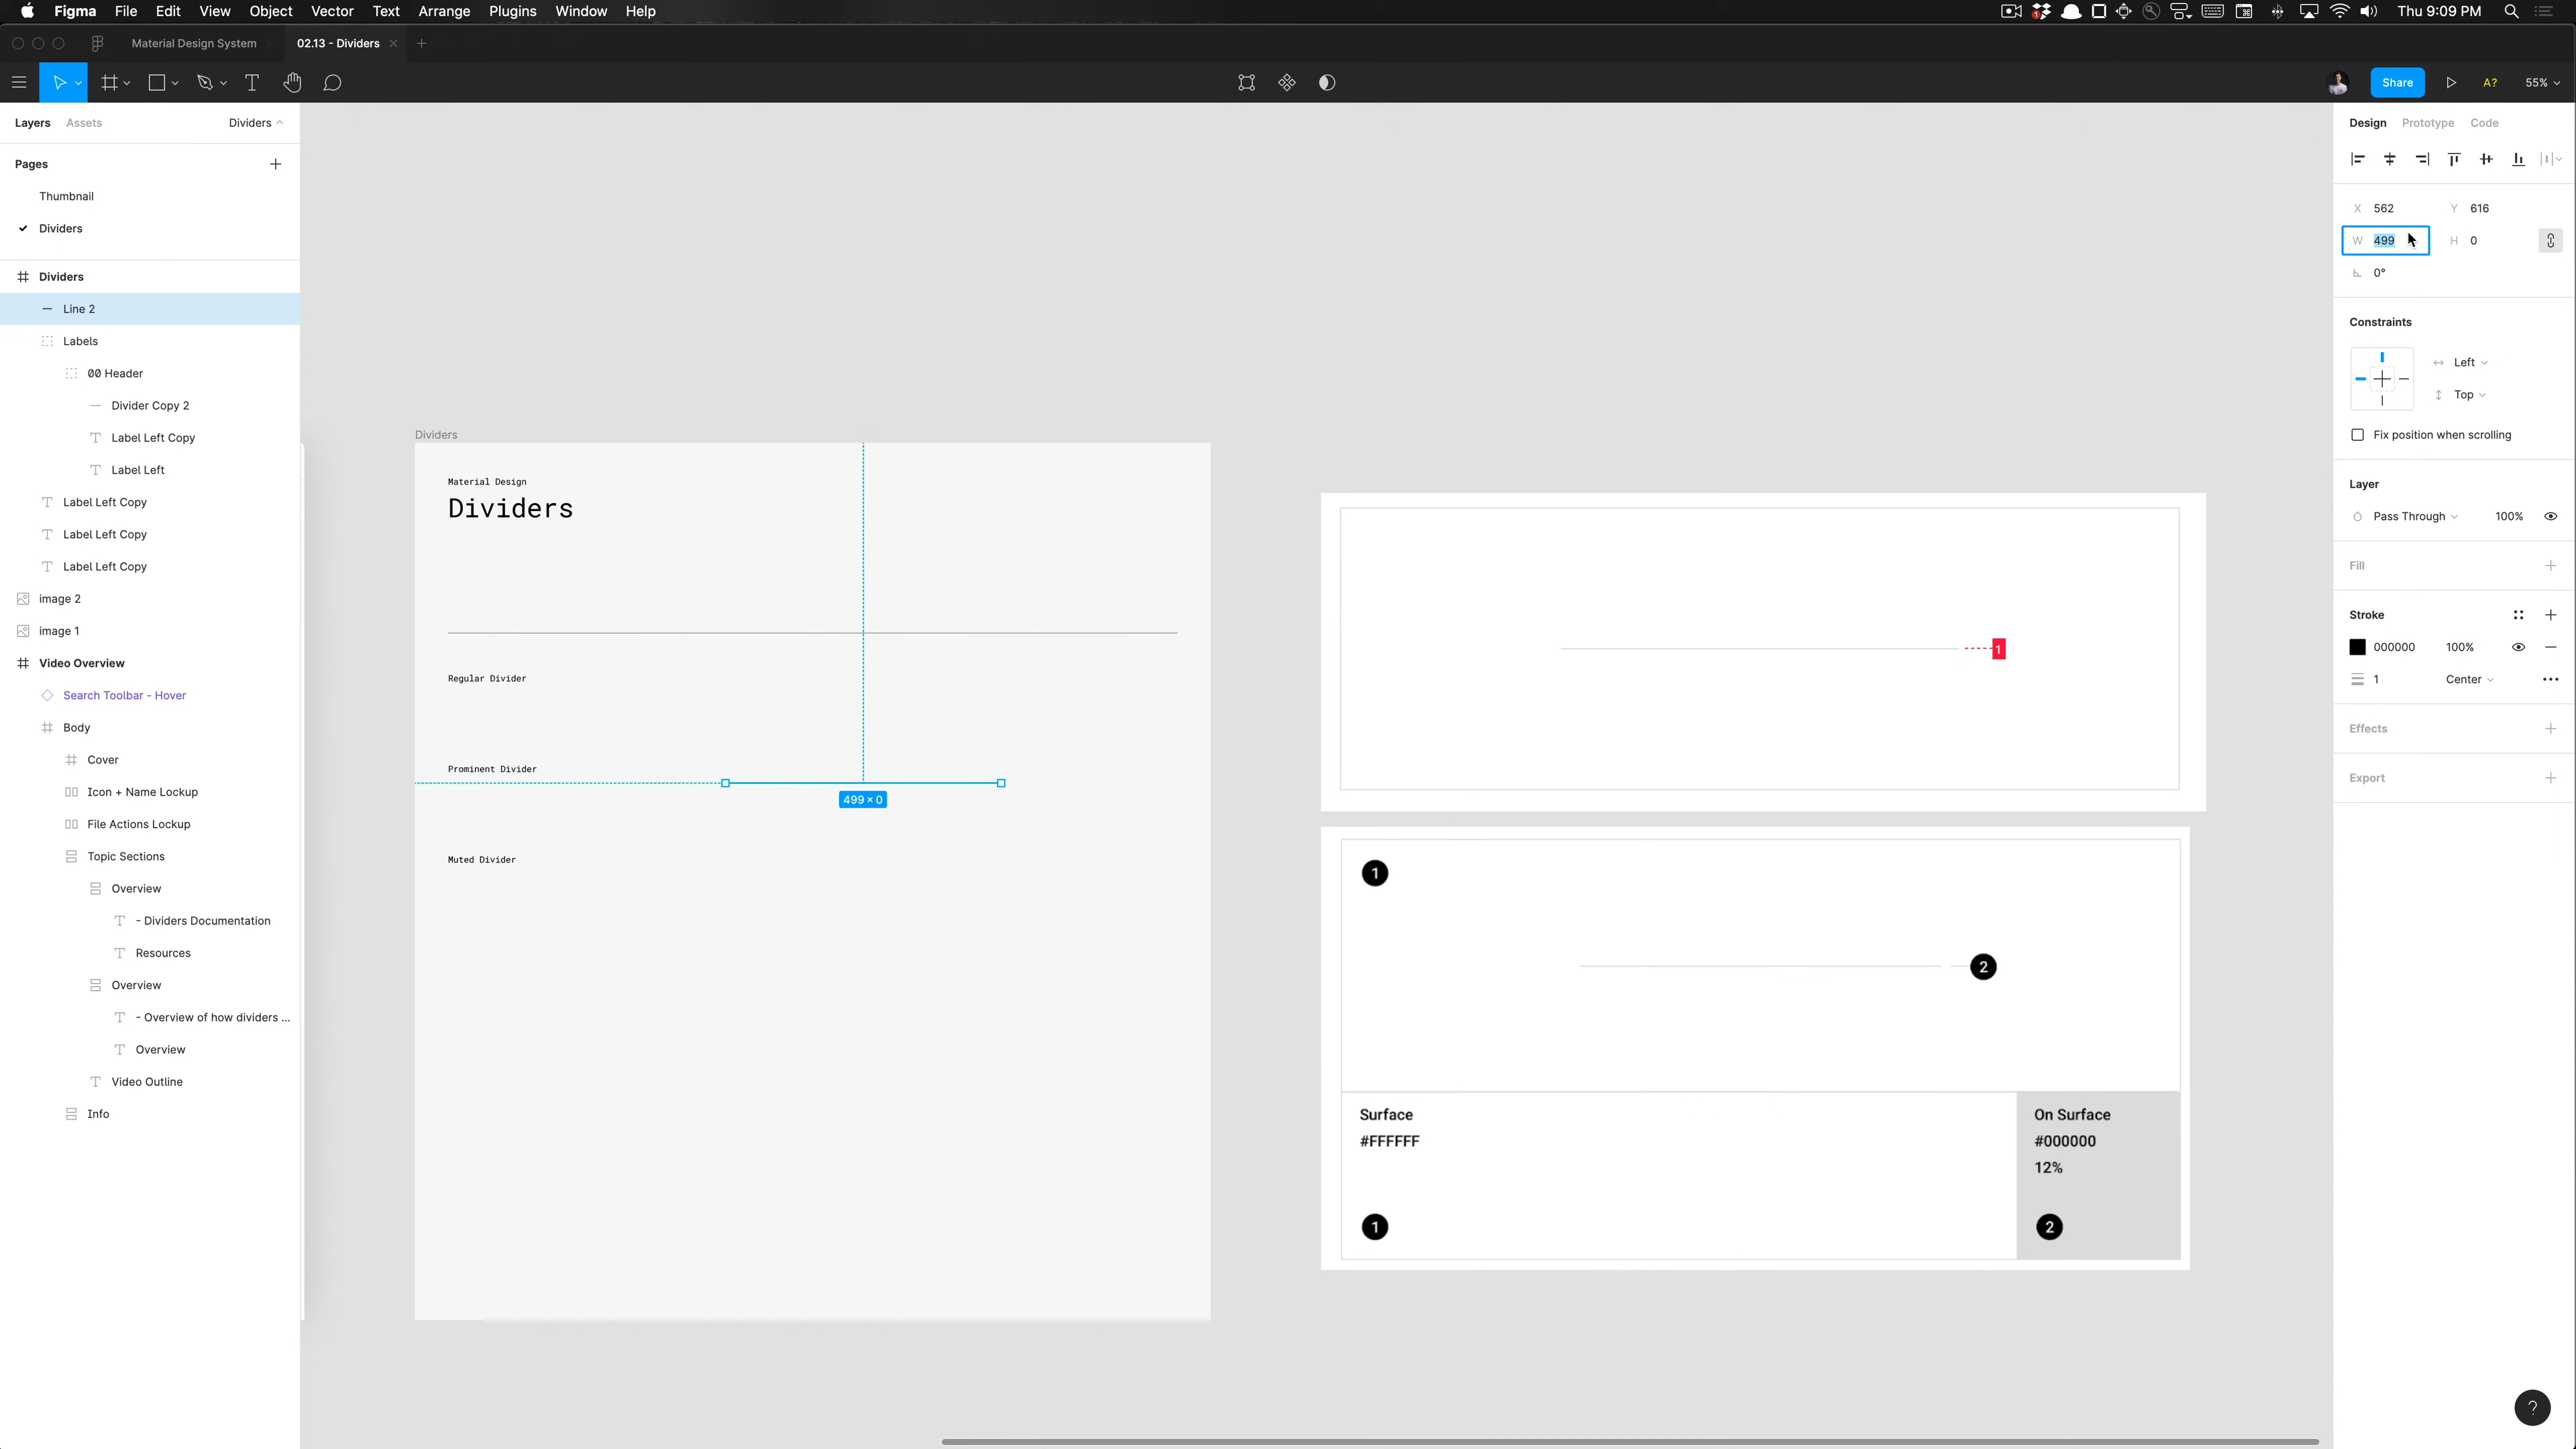 Figma File Edit View Object Vector Text Arrange Plugins Window Help
1
Thu 9:09 PM
Material Design System
02.13 - Dividers
Share
A?
55%
Layers Assets Dividers
Pages
Thumbnail
Dividers
Dividers
Line 2
Labels
00 Header
Divider Copy 2
Label Left Copy
Label Left
Label Left Copy
Label Left Copy
Label Left Copy
image 2
image 1
Video Overview
Search Toolbar - Hover
Body
Cover
Icon + Name Lockup
File Actions Lockup
Topic Sections
Overview
- Dividers Documentation
Resources
Overview
- Overview of how dividers ...
Overview
Video Outline
Info
Dividers
Material Design
Dividers
Regular Divider
Prominent Divider
499 × 0
Muted Divider
1
1
2
Surface
#FFFFFF
1
On Surface
#000000
12%
2
Design Prototype Code
X 562 Y 616
W 499 H 0
0°
Constraints
Left
Top
Fix position when scrolling
Layer
Pass Through 100%
Fill
Stroke
000000 100%
1 Center
Effects
Export
?